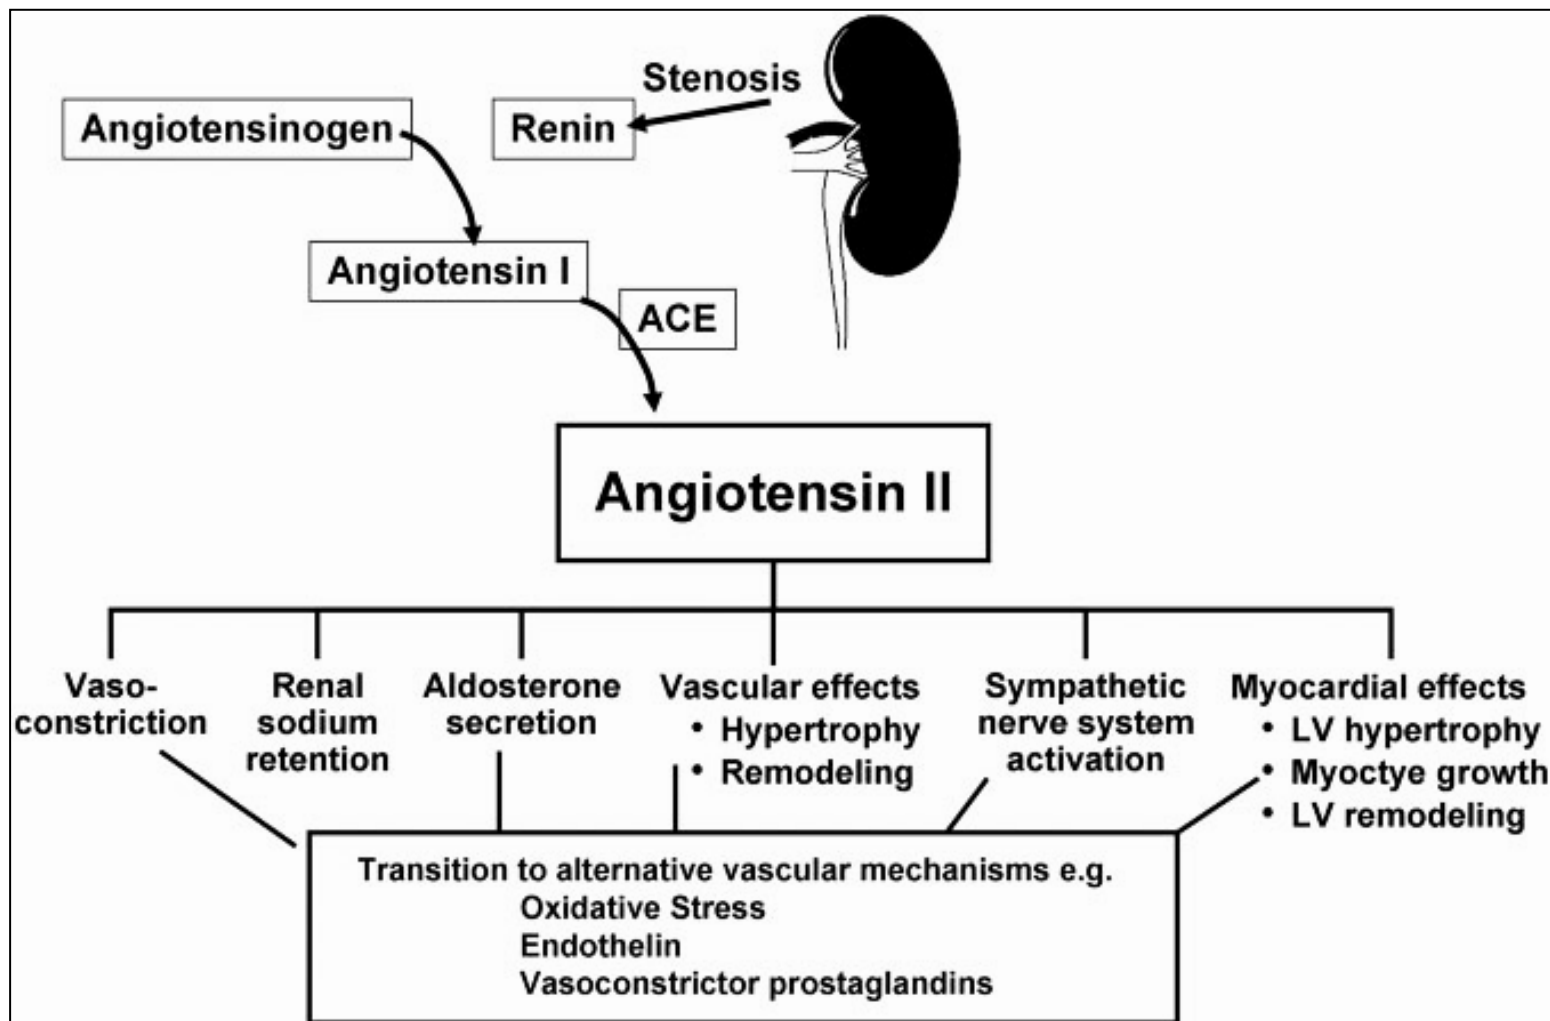 Stenosis
Angiotensinogen
Renin
Angiotensin I
ACE
Angiotensin II
Vaso-
constriction
Renal
sodium
retention
Aldosterone
secretion
Vascular effects
• Hypertrophy
• Remodeling
Sympathetic
nerve system
activation
Myocardial effects
• LV hypertrophy
• Myoctye growth
• LV remodeling
Transition to alternative vascular mechanisms e.g.
Oxidative Stress
Endothelin
Vasoconstrictor prostaglandins